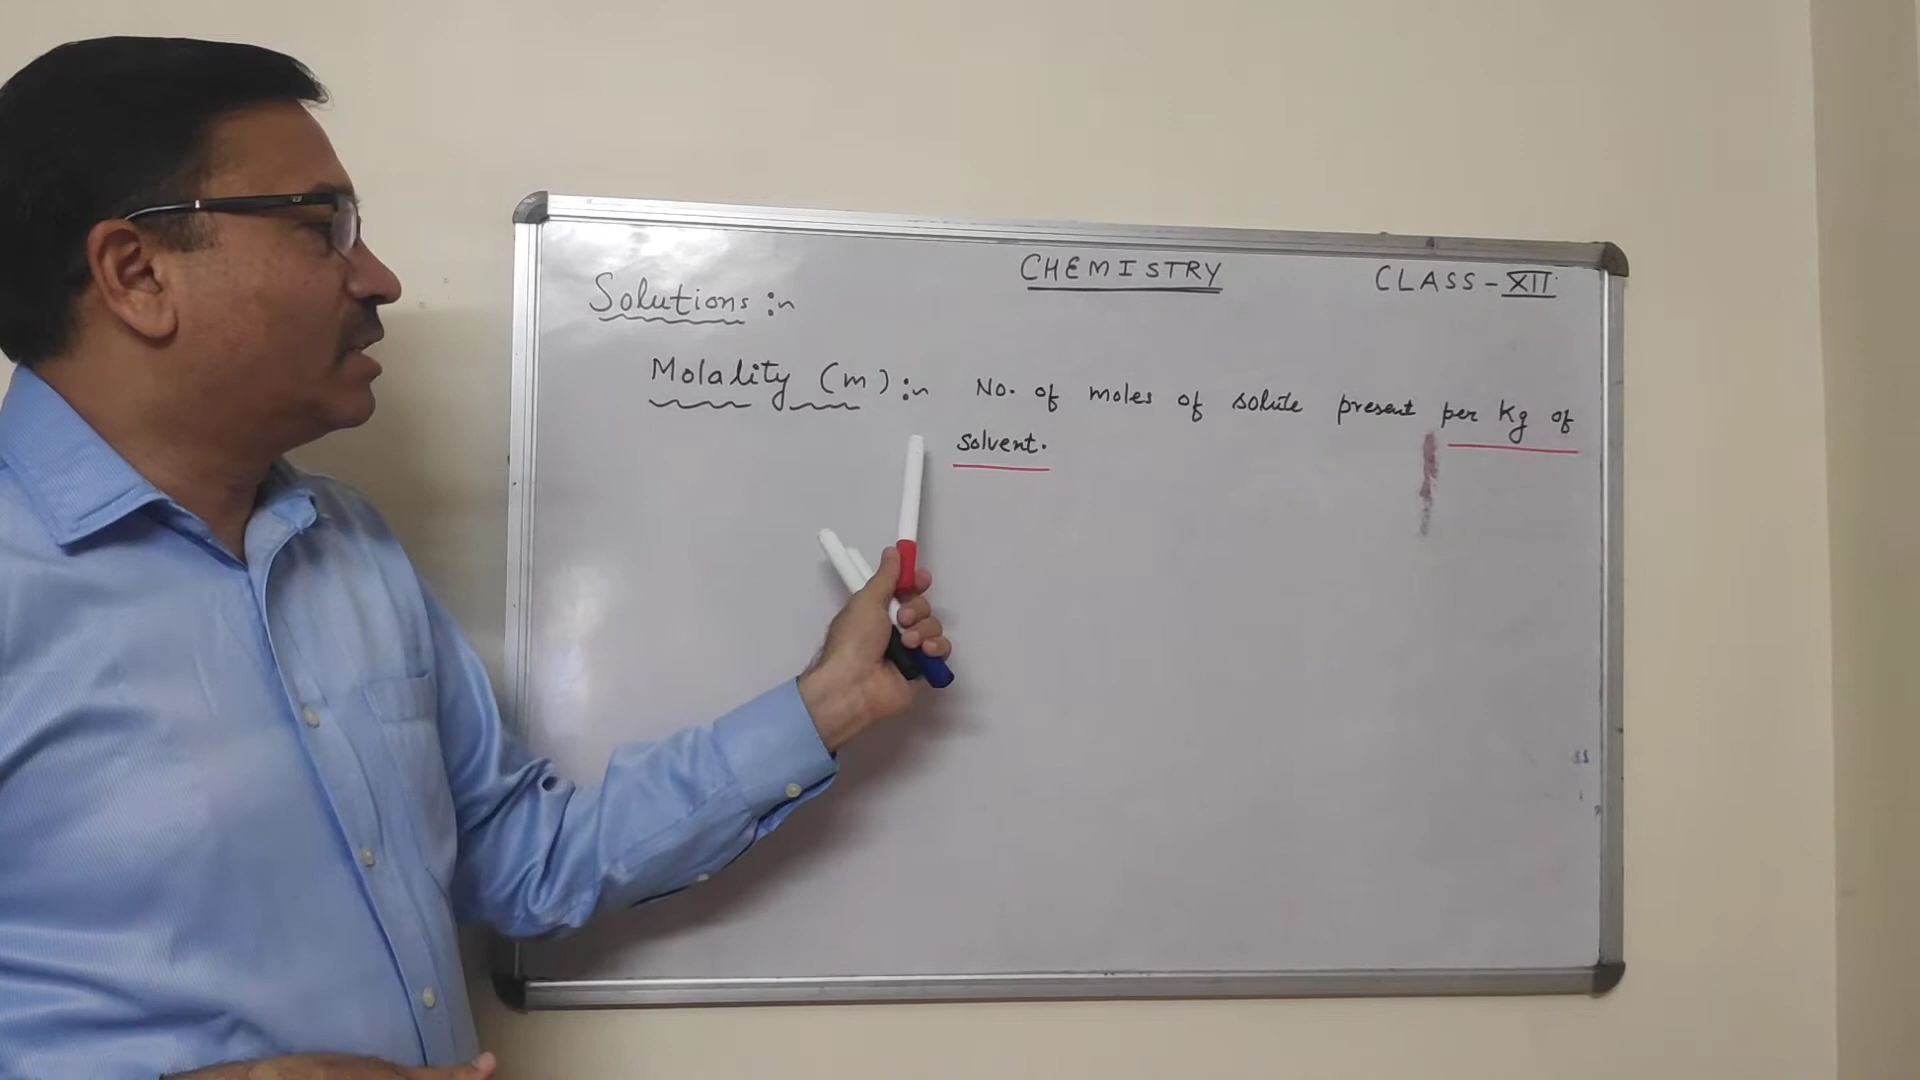 CHEMISTRY
CLASS-XII
Solutions :~
Molality (m) :~ No. of moles of solute present per Kg of
solvent.